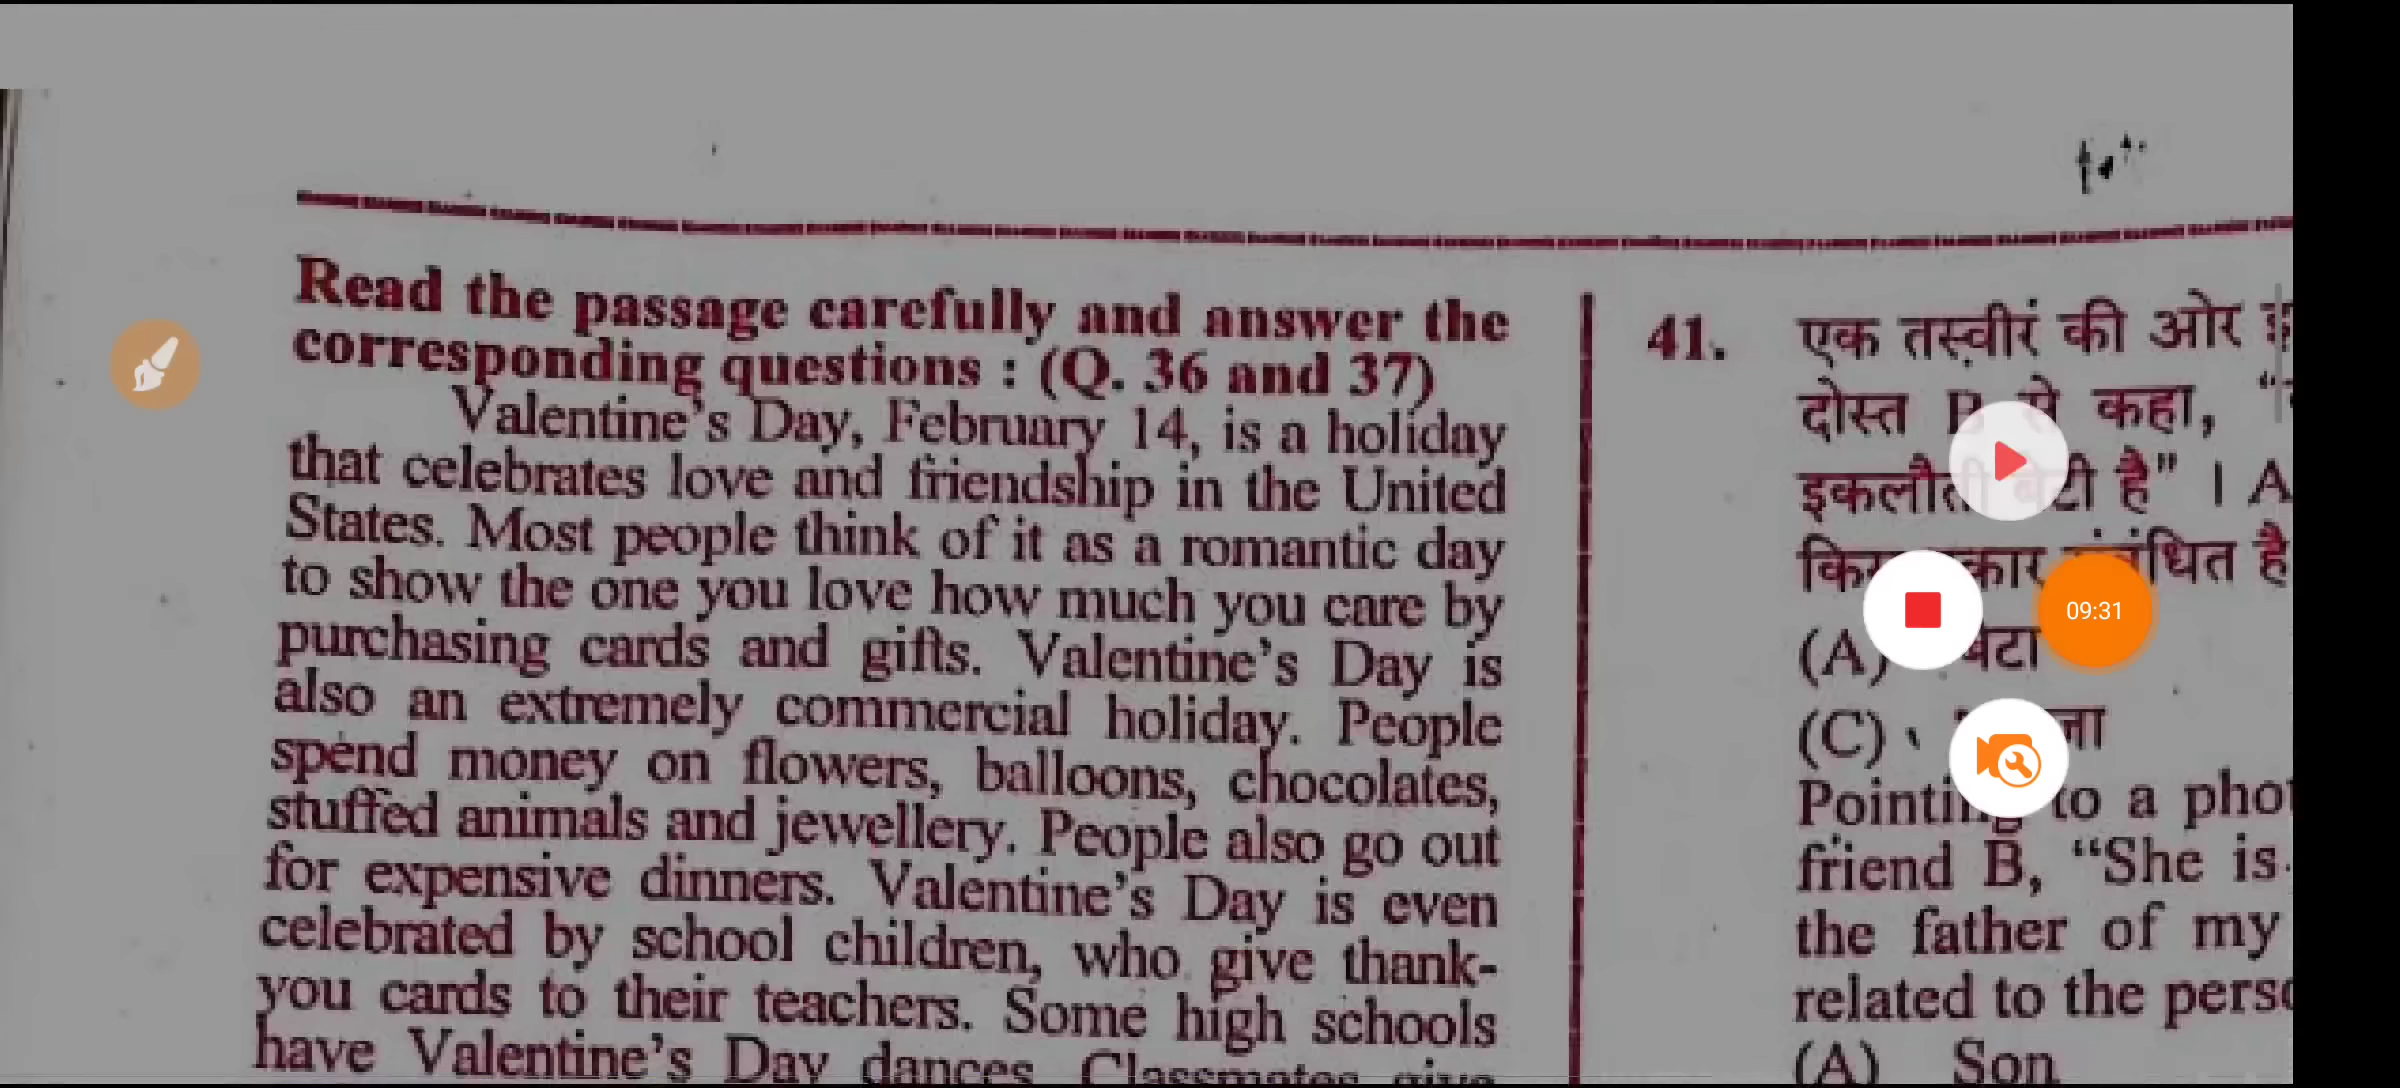 Read the passage carefully and answer the
corresponding questions : (Q. 36 and 37)
Valentine's Day, February 14, is a holiday
that celebrates love and friendship in the United
States. Most people think of it as a romantic day
to show the one you love how much you care by
purchasing cards and gifts. Valentine's Day is
also an extremely commercial holiday. People
spend money on flowers, balloons, chocolates,
stuffed animals and jewellery. People also go out
for expensive dinners. Valentine's Day is even
celebrated by school children, who give thank-
you cards to their teachers. Some high schools
have Valentine's Day dances. Classmates give
41. एक तस्वीर की ओर
दोस्त B से कहा, "
है" । A
है
(A) बेटा
(C)
to a
friend B, "She is
the father of my
related to the
(A) Son
09:31